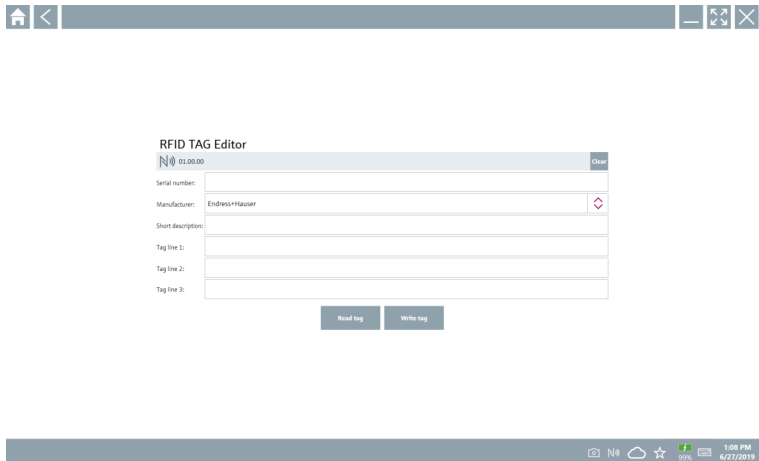 RFID TAG Editor
01.00.00 Clear
Serial number:
Manufacturer: Endress+Hauser
Short description:
Tag line 1:
Tag line 2:
Tag line 3:
Read tag Write tag
99% 1:08 PM
6/27/2019